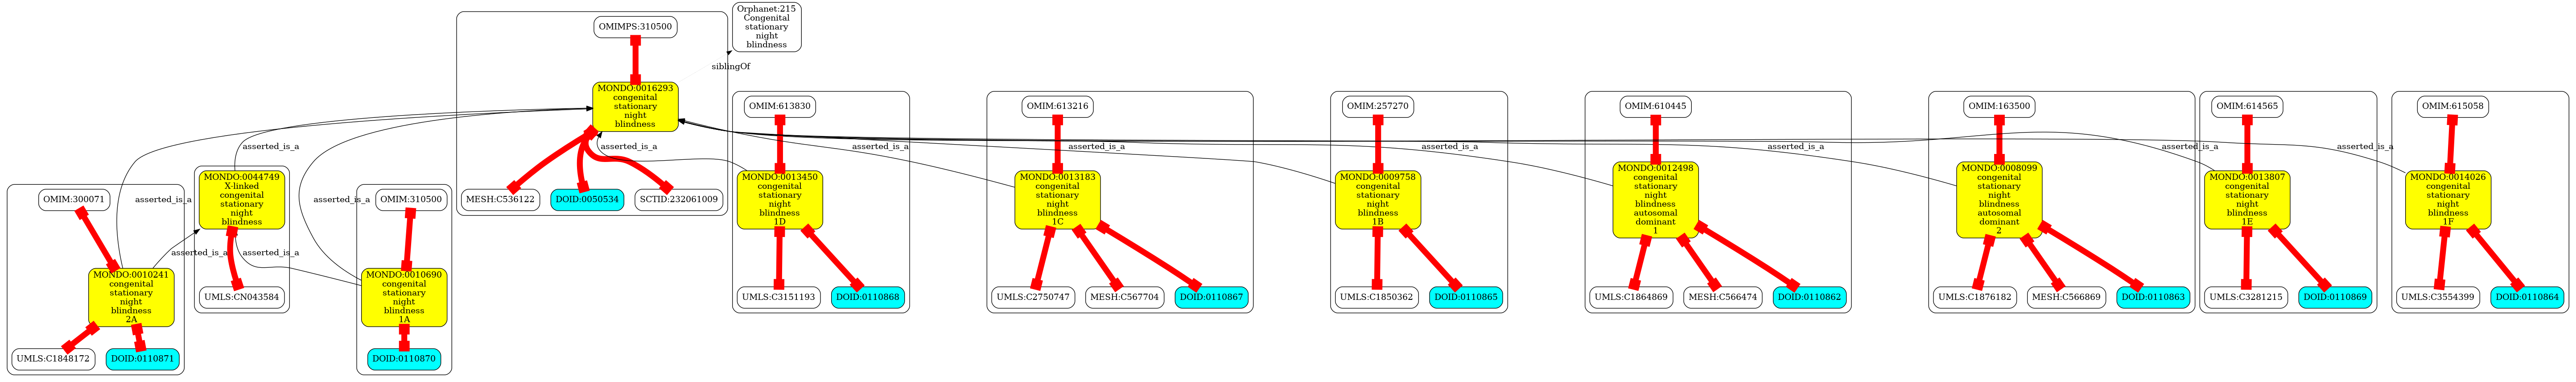 OMIMPS:310500
Orphanet:215
Congenital
stationary
night
blindness
siblingOf
MONDO:0016293
congenital
stationary
night
blindness
OMIM:613830
OMIM:613216
OMIM:257270
OMIM:610445
OMIM:163500
OMIM:614565
OMIM:615058
asserted_is_a
asserted_is_a
asserted_is_a
asserted_is_a
asserted_is_a
asserted_is_a
asserted_is_a
asserted_is_a
MONDO:0044749
X-linked
congenital
stationary
night
blindness
MONDO:0013450
congenital
stationary
night
blindness
1D
MONDO:0013183
congenital
stationary
night
blindness
1C
MONDO:0009758
congenital
stationary
night
blindness
1B
MONDO:0012498
congenital
stationary
night
blindness
autosomal
dominant
1
MONDO:0008099
congenital
stationary
night
blindness
autosomal
dominant
2
MONDO:0013807
congenital
stationary
night
blindness
1E
MONDO:0014026
congenital
stationary
night
blindness
1F
OMIM:300071
asserted_is_a
asserted_is_a
OMIM:310500
MESH:C536122
DOID:0050534
SCTID:232061009
asserted_is_a
asserted_is_a
MONDO:0010241
congenital
stationary
night
blindness
2A
UMLS:CN043584
MONDO:0010690
congenital
stationary
night
blindness
1A
UMLS:C3151193
DOID:0110868
UMLS:C2750747
MESH:C567704
DOID:0110867
UMLS:C1850362
DOID:0110865
UMLS:C1864869
MESH:C566474
DOID:0110862
UMLS:C1876182
MESH:C566869
DOID:0110863
UMLS:C3281215
DOID:0110869
UMLS:C3554399
DOID:0110864
UMLS:C1848172
DOID:0110871
DOID:0110870